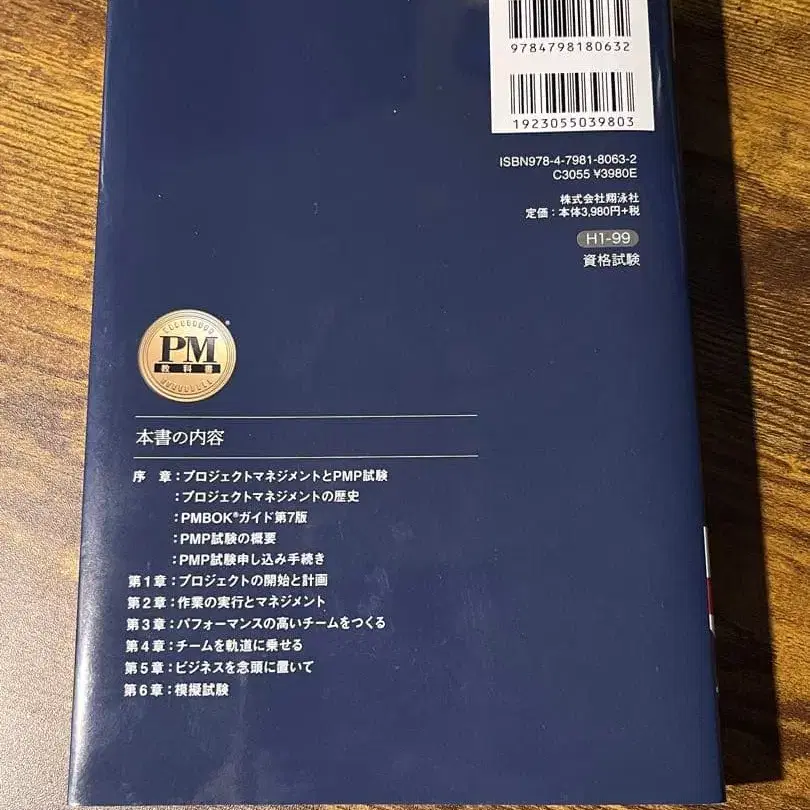 9784798180632
1923055039803
ISBN978-4-7981-8063-2
C3055 ¥3980E
株式会社翔泳社
定価：本体3,980円+税
H1-99
資格試験
PM
教科書
本書の内容
序　章：プロジェクトマネジメントとPMP試験
：プロジェクトマネジメントの歴史
：PMBOK®ガイド第7版
：PMP試験の概要
：PMP試験申し込み手続き
第1章：プロジェクトの開始と計画
第2章：作業の実行とマネジメント
第3章：パフォーマンスの高いチームをつくる
第4章：チームを軌道に乗せる
第5章：ビジネスを念頭に置いて
第6章：模擬試験